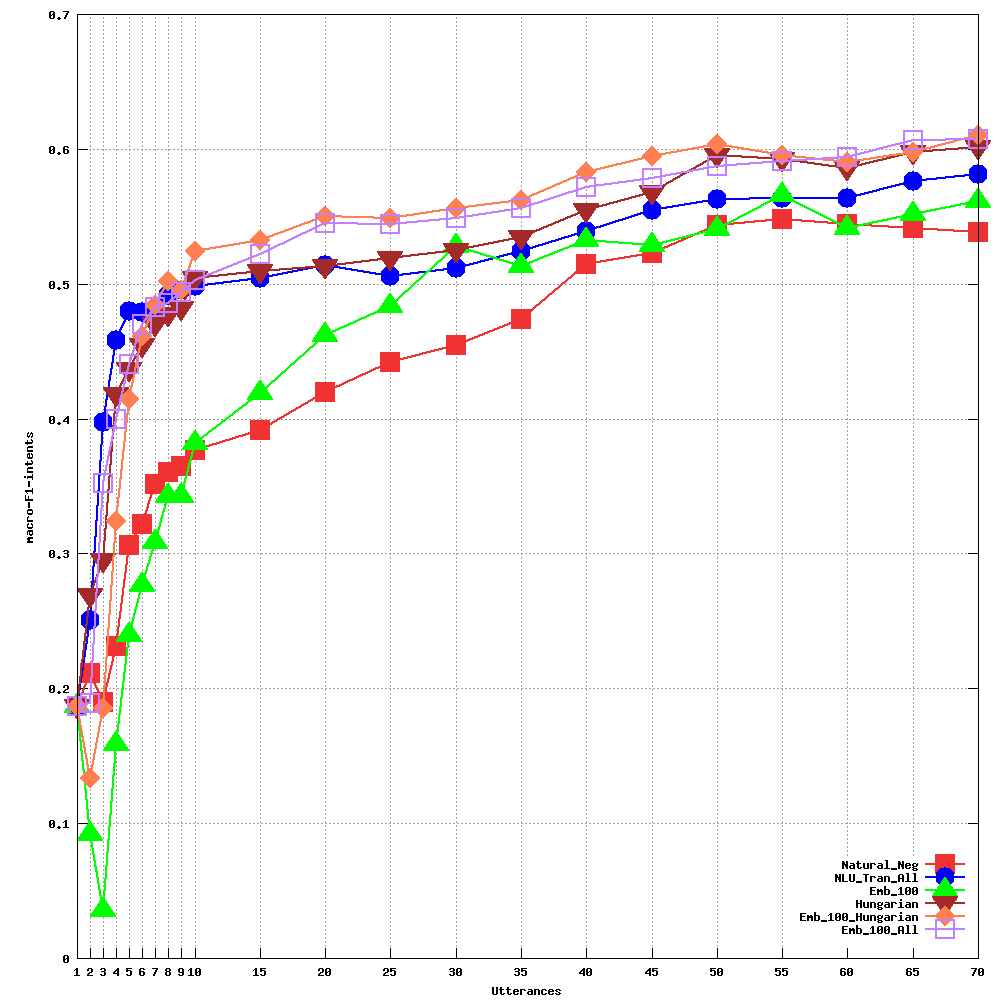 0.7
0.6
0.5
0.4
0.3
0.2
0.1
0
macro-F1-intents
Natural_Neg
NLU_Tran_All
Emb_100
Hungarian
Emb_100_Hungarian
Emb_100_All
1 2 3 4 5 6 7 8 9 10 15 20 25 30 35 40 45 50 55 60 65 70
Utterances